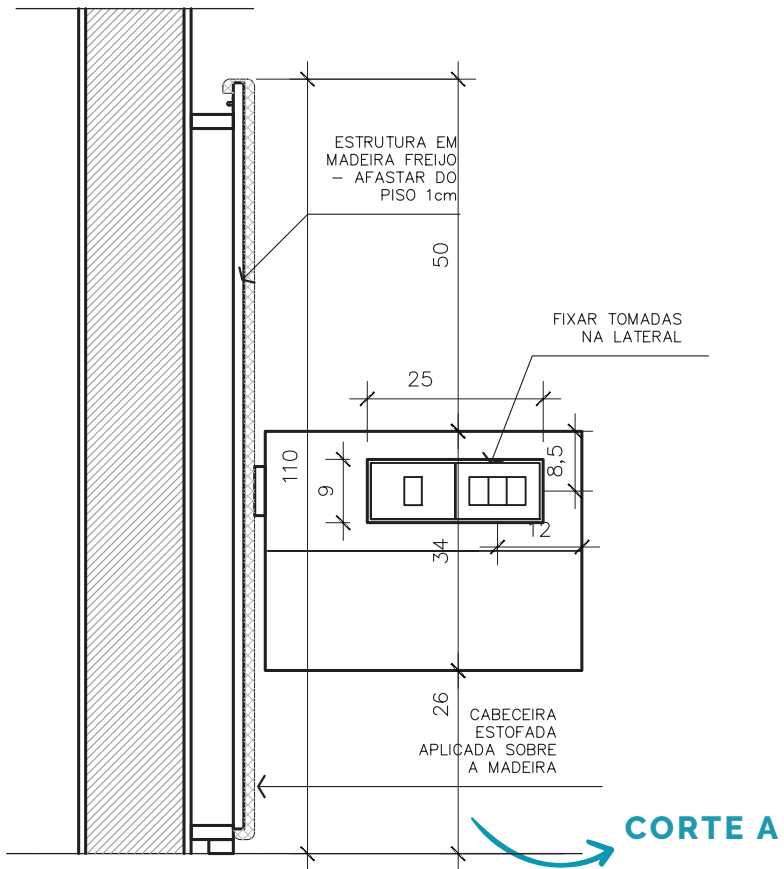 ESTRUTURA EM
MADEIRA FREIJO
– AFASTAR DO
PISO 1cm
50
FIXAR TOMADAS
NA LATERAL
25
110
9
8,5
12
34
26
CABECEIRA
ESTOFADA
APLICADA SOBRE
A MADEIRA
CORTE A